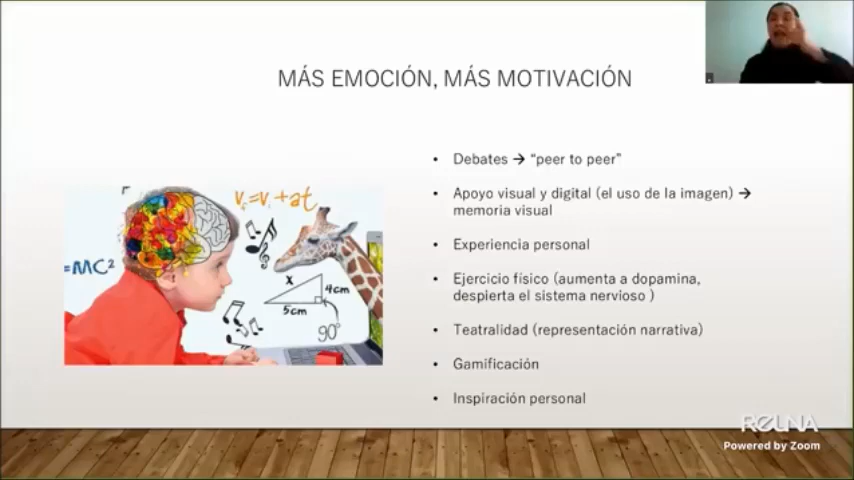 MÁS EMOCIÓN, MÁS MOTIVACIÓN
=MC²
v = v + at
x
4cm
5cm
90°
• Debates → “peer to peer”
• Apoyo visual y digital (el uso de la imagen) →
memoria visual
• Experiencia personal
• Ejercicio físico (aumenta a dopamina,
despierta el sistema nervioso )
• Teatralidad (representación narrativa)
• Gamificación
• Inspiración personal
REUNA
Powered by Zoom